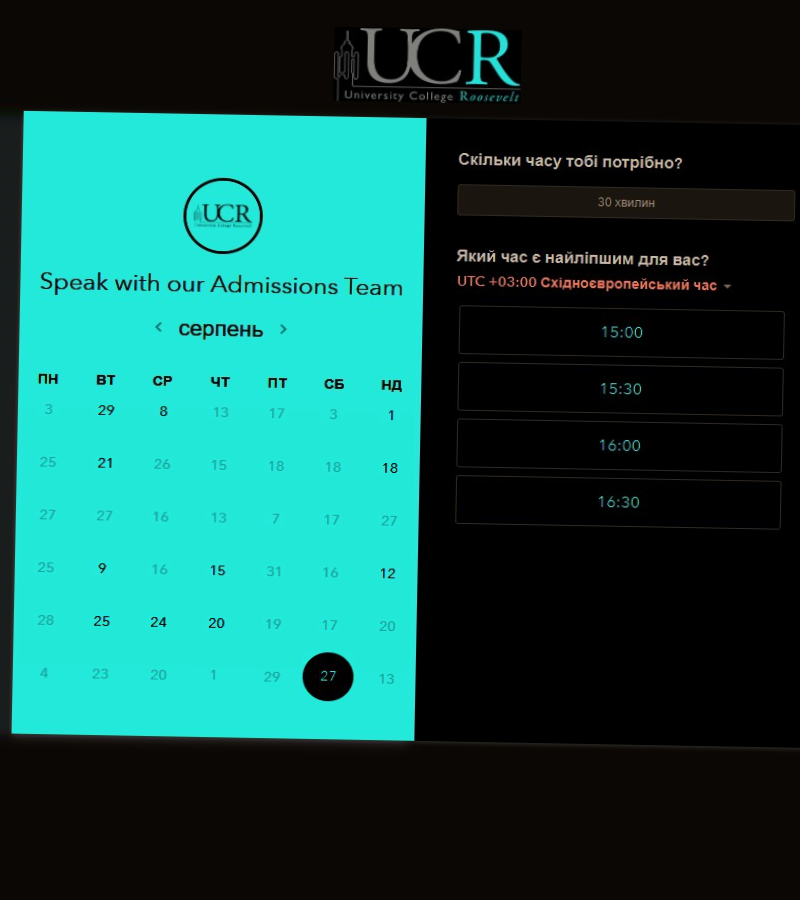 UCR
University College Roosevelt
UCR
University College Roosevelt
Speak with our Admissions Team
серпень
ПН ВТ СР ЧТ ПТ СБ НД
3 29 8 13 17 3 1
25 21 26 15 18 18 18
27 27 16 13 7 17 27
25 9 16 15 31 16 12
28 25 24 20 19 17 20
4 23 20 1 29 27 13
Скільки часу тобі потрібно?
30 хвилин
Який час є найліпшим для вас?
UTC +03:00 Східноєвропейський час
15:00
15:30
16:00
16:30